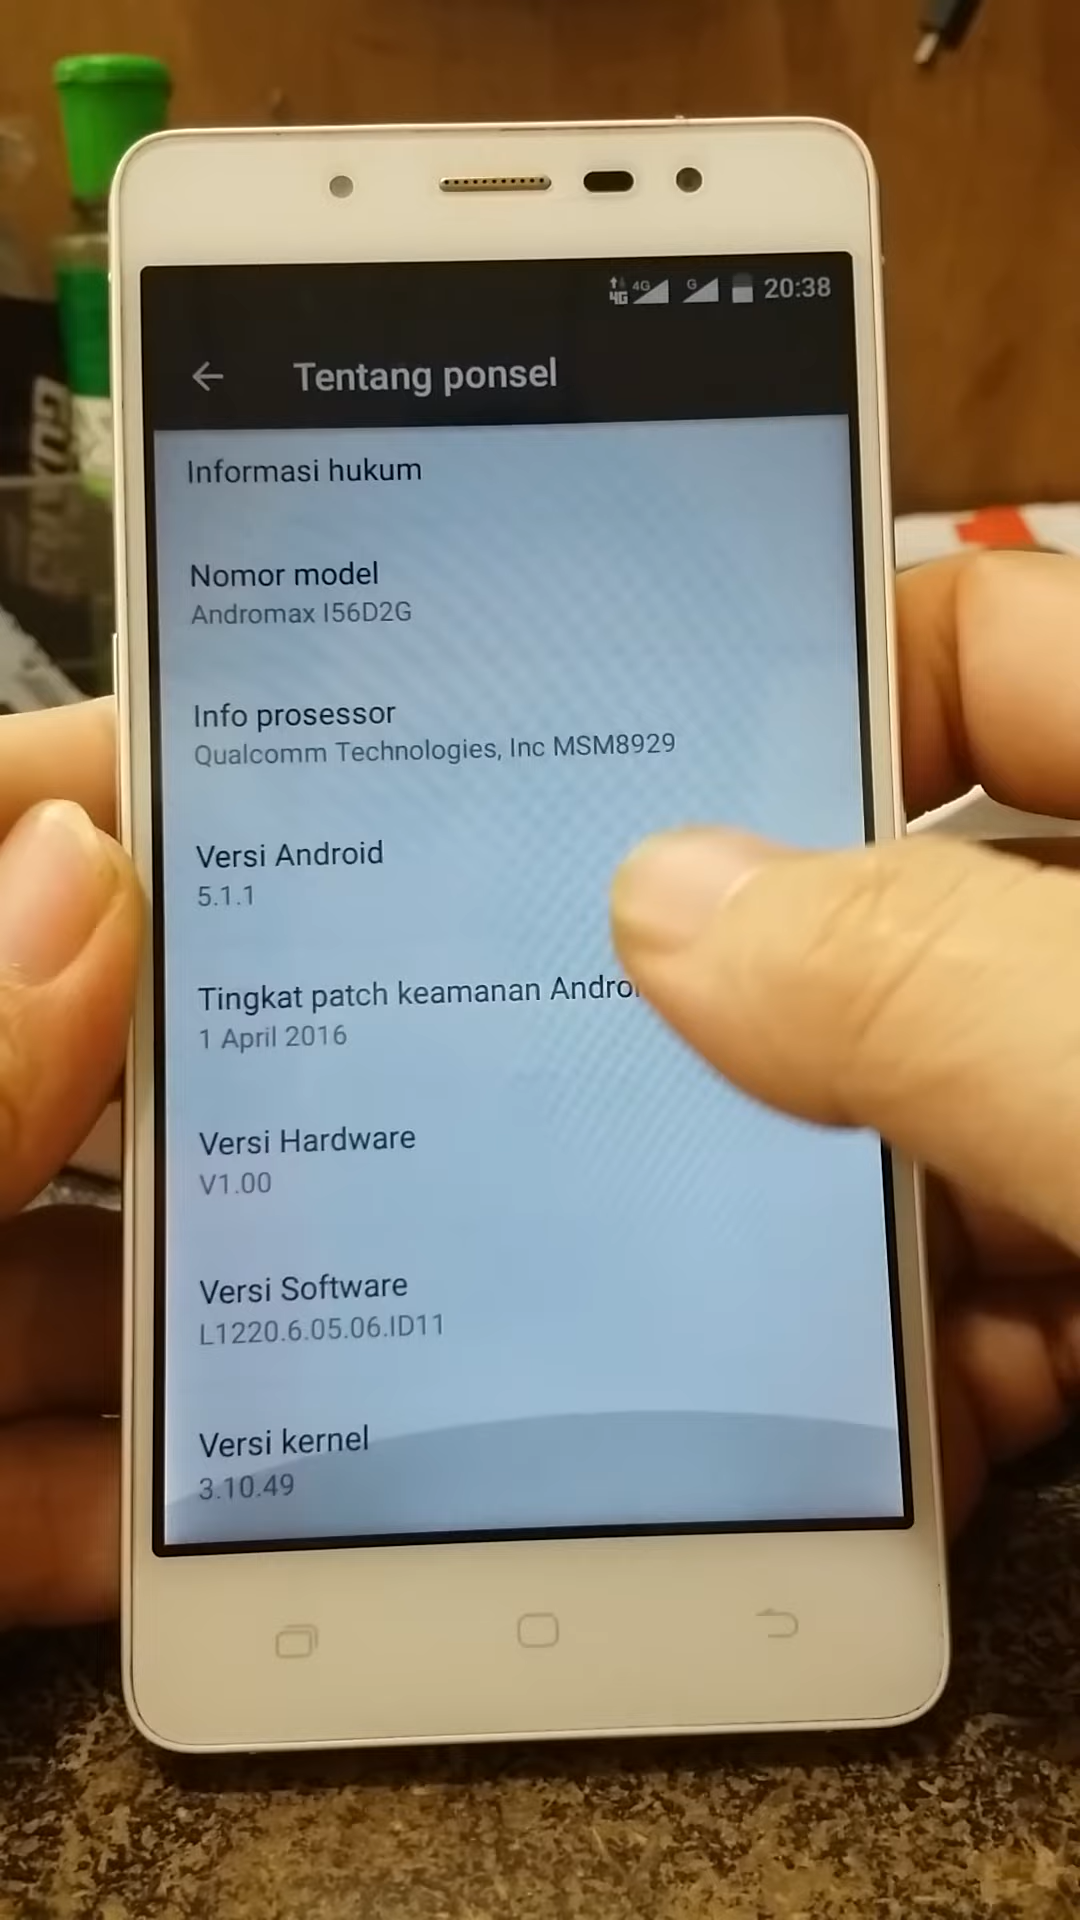 4G 4G G 20:38
Tentang ponsel
Informasi hukum
Nomor model
Andromax I56D2G
Info prosessor
Qualcomm Technologies, Inc MSM8929
Versi Android
5.1.1
Tingkat patch keamanan Andro
1 April 2016
Versi Hardware
V1.00
Versi Software
L1220.6.05.06.ID11
Versi kernel
3.10.49